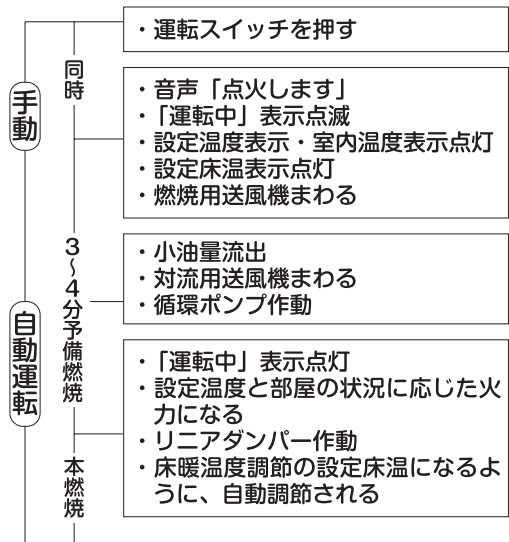 ・運転スイッチを押す
同時
手動
・音声「点火します」
・「運転中」表示点滅
・設定温度表示・室内温度表示点灯
・設定床温表示点灯
・燃焼用送風機まわる
3～4分予備燃焼
・小油量流出
・対流用送風機まわる
・循環ポンプ作動
自動運転
・「運転中」表示点灯
・設定温度と部屋の状況に応じた火
力になる
・リニアダンパー作動
・床暖温度調節の設定床温になるよ
うに、自動調節される
本燃焼